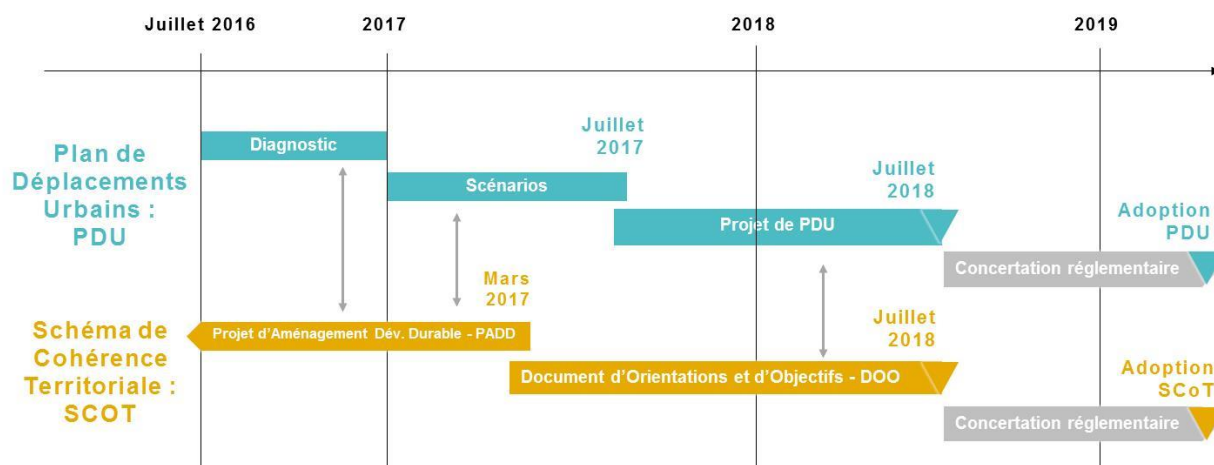 Juillet 2016
2017
2018
2019
Plan de
Déplacements
Urbains :
PDU
Diagnostic
Scénarios
Juillet
2017
Projet de PDU
Juillet
2018
Concertation réglementaire
Adoption
PDU
Schéma de
Cohérence
Territoriale :
SCOT
Projet d'Aménagement Dév. Durable - PADD
Mars
2017
Document d'Orientations et d'Objectifs - DOO
Juillet
2018
Concertation réglementaire
Adoption
SCoT